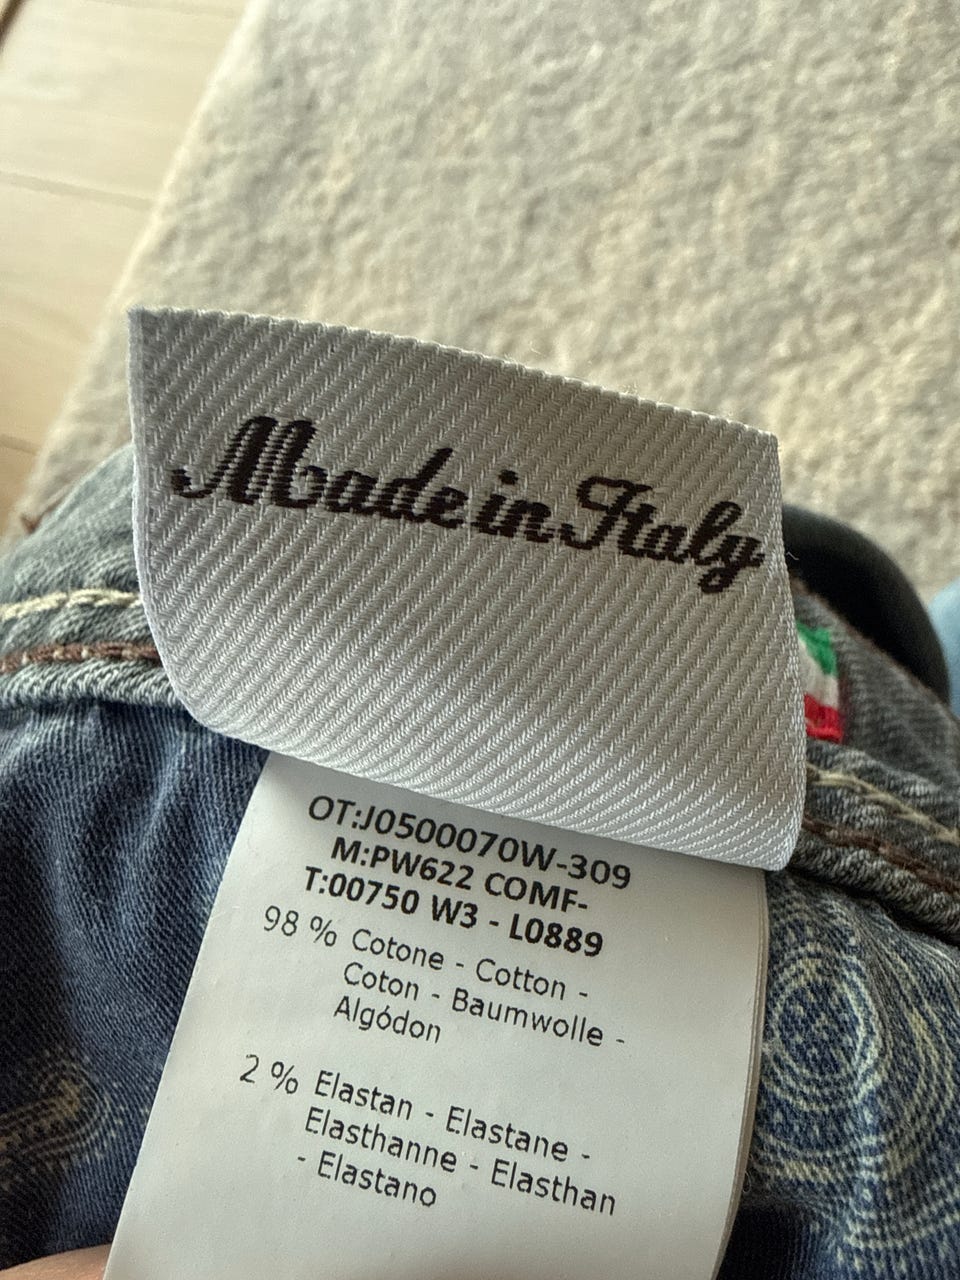 Made in Italy
OT:J0500070W-309
M:PW622 COMF-
T:00750 W3 - L0889
98 % Cotone - Cotton -
Coton - Baumwolle -
Algódon
2 % Elastan - Elastane -
Elasthanne - Elasthan
- Elastano